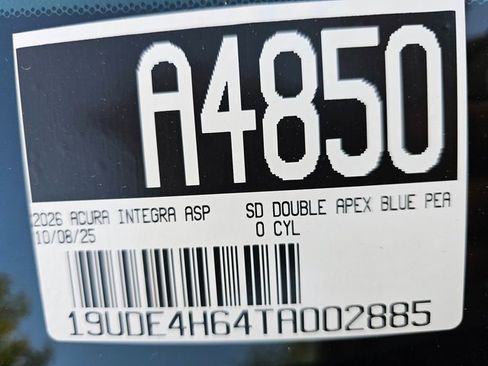 A4850
2026 ACURA INTEGRA ASP SD DOUBLE APEX BLUE PEA
10/08/25 0 CYL
19UDE4H64TA002885